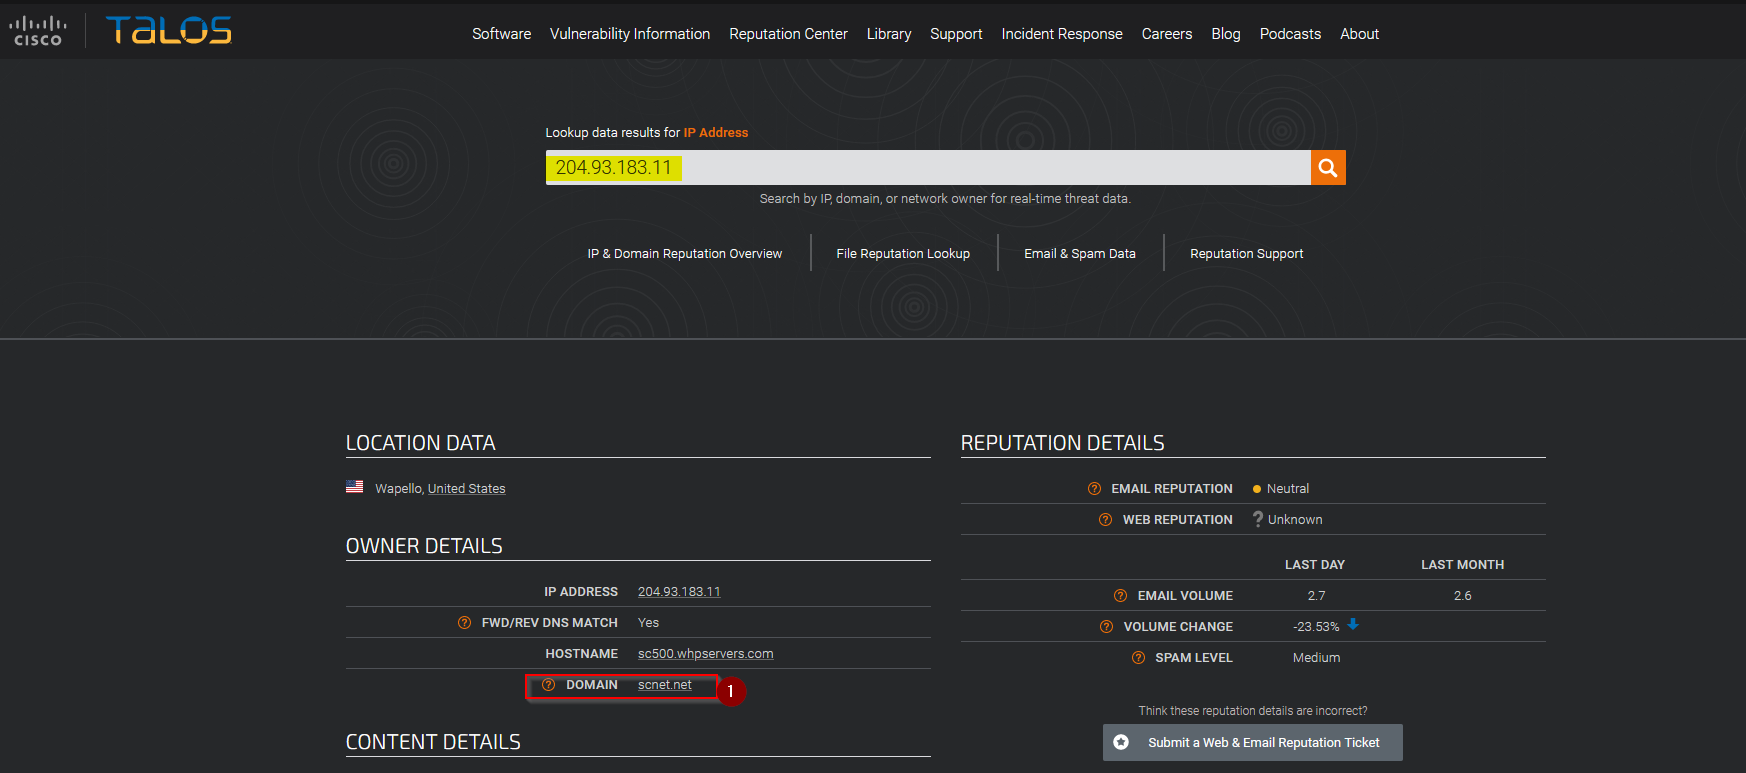 CISCO TALOS
Software Vulnerability Information Reputation Center Library Support Incident Response Careers Blog Podcasts About
Lookup data results for IP Address
204.93.183.11
Search by IP, domain, or network owner for real-time threat data.
IP & Domain Reputation Overview File Reputation Lookup Email & Spam Data Reputation Support
LOCATION DATA
Wapello, United States
OWNER DETAILS
IP ADDRESS 204.93.183.11
? FWD/REV DNS MATCH Yes
HOSTNAME sc500.whpservers.com
? DOMAIN scnet.net 1
CONTENT DETAILS
REPUTATION DETAILS
? EMAIL REPUTATION Neutral
? WEB REPUTATION ? Unknown
LAST DAY LAST MONTH
? EMAIL VOLUME 2.7 2.6
? VOLUME CHANGE -23.53%
? SPAM LEVEL Medium
Think these reputation details are incorrect?
Submit a Web & Email Reputation Ticket